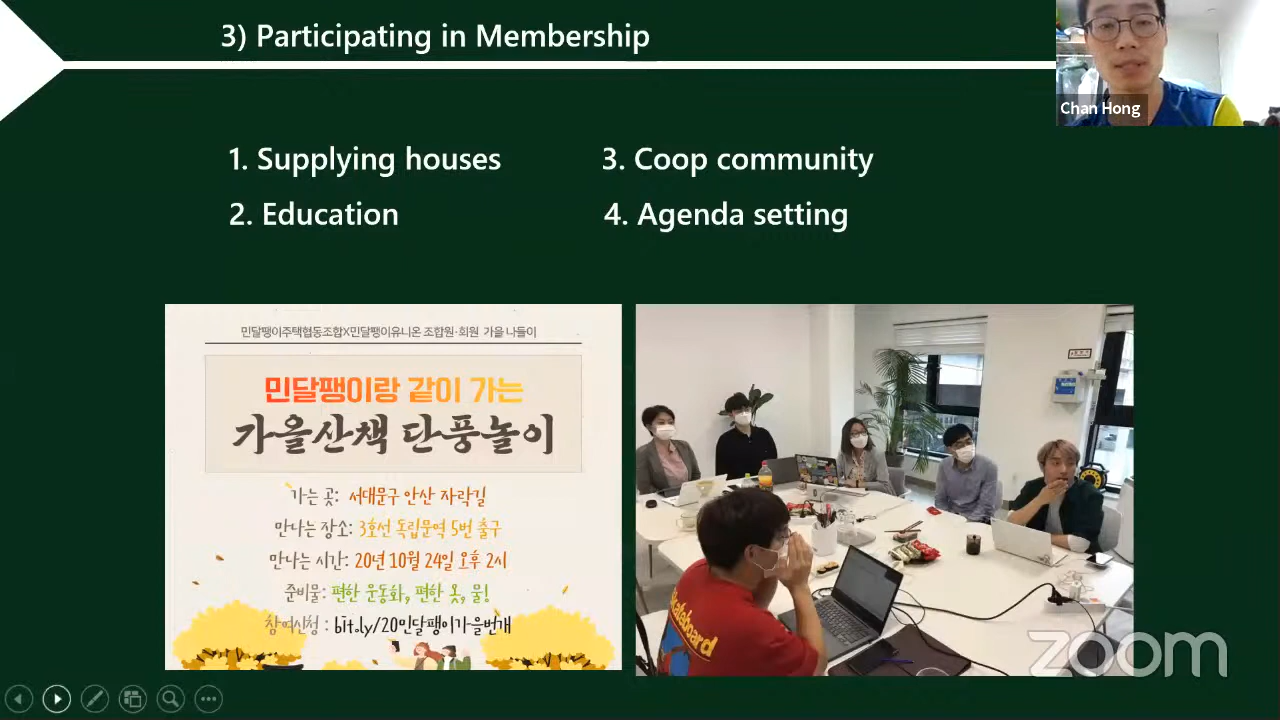 3) Participating in Membership
Chan Hong
1. Supplying houses
2. Education
3. Coop community
4. Agenda setting
민달팽이주택협동조합X민달팽이유니온 조합원·회원 가을 나들이
민달팽이랑 같이 가는
가을산책 단풍놀이
가는 곳: 서대문구 안산 자락길
만나는 장소: 3호선 독립문역 5번 출구
만나는 시간: 20년 10월 24일 오후 2시
준비물: 편한 운동화, 편한 옷, 물!
참여신청 : bit.ly/20민달팽이가을번개
Skateboard
zoom